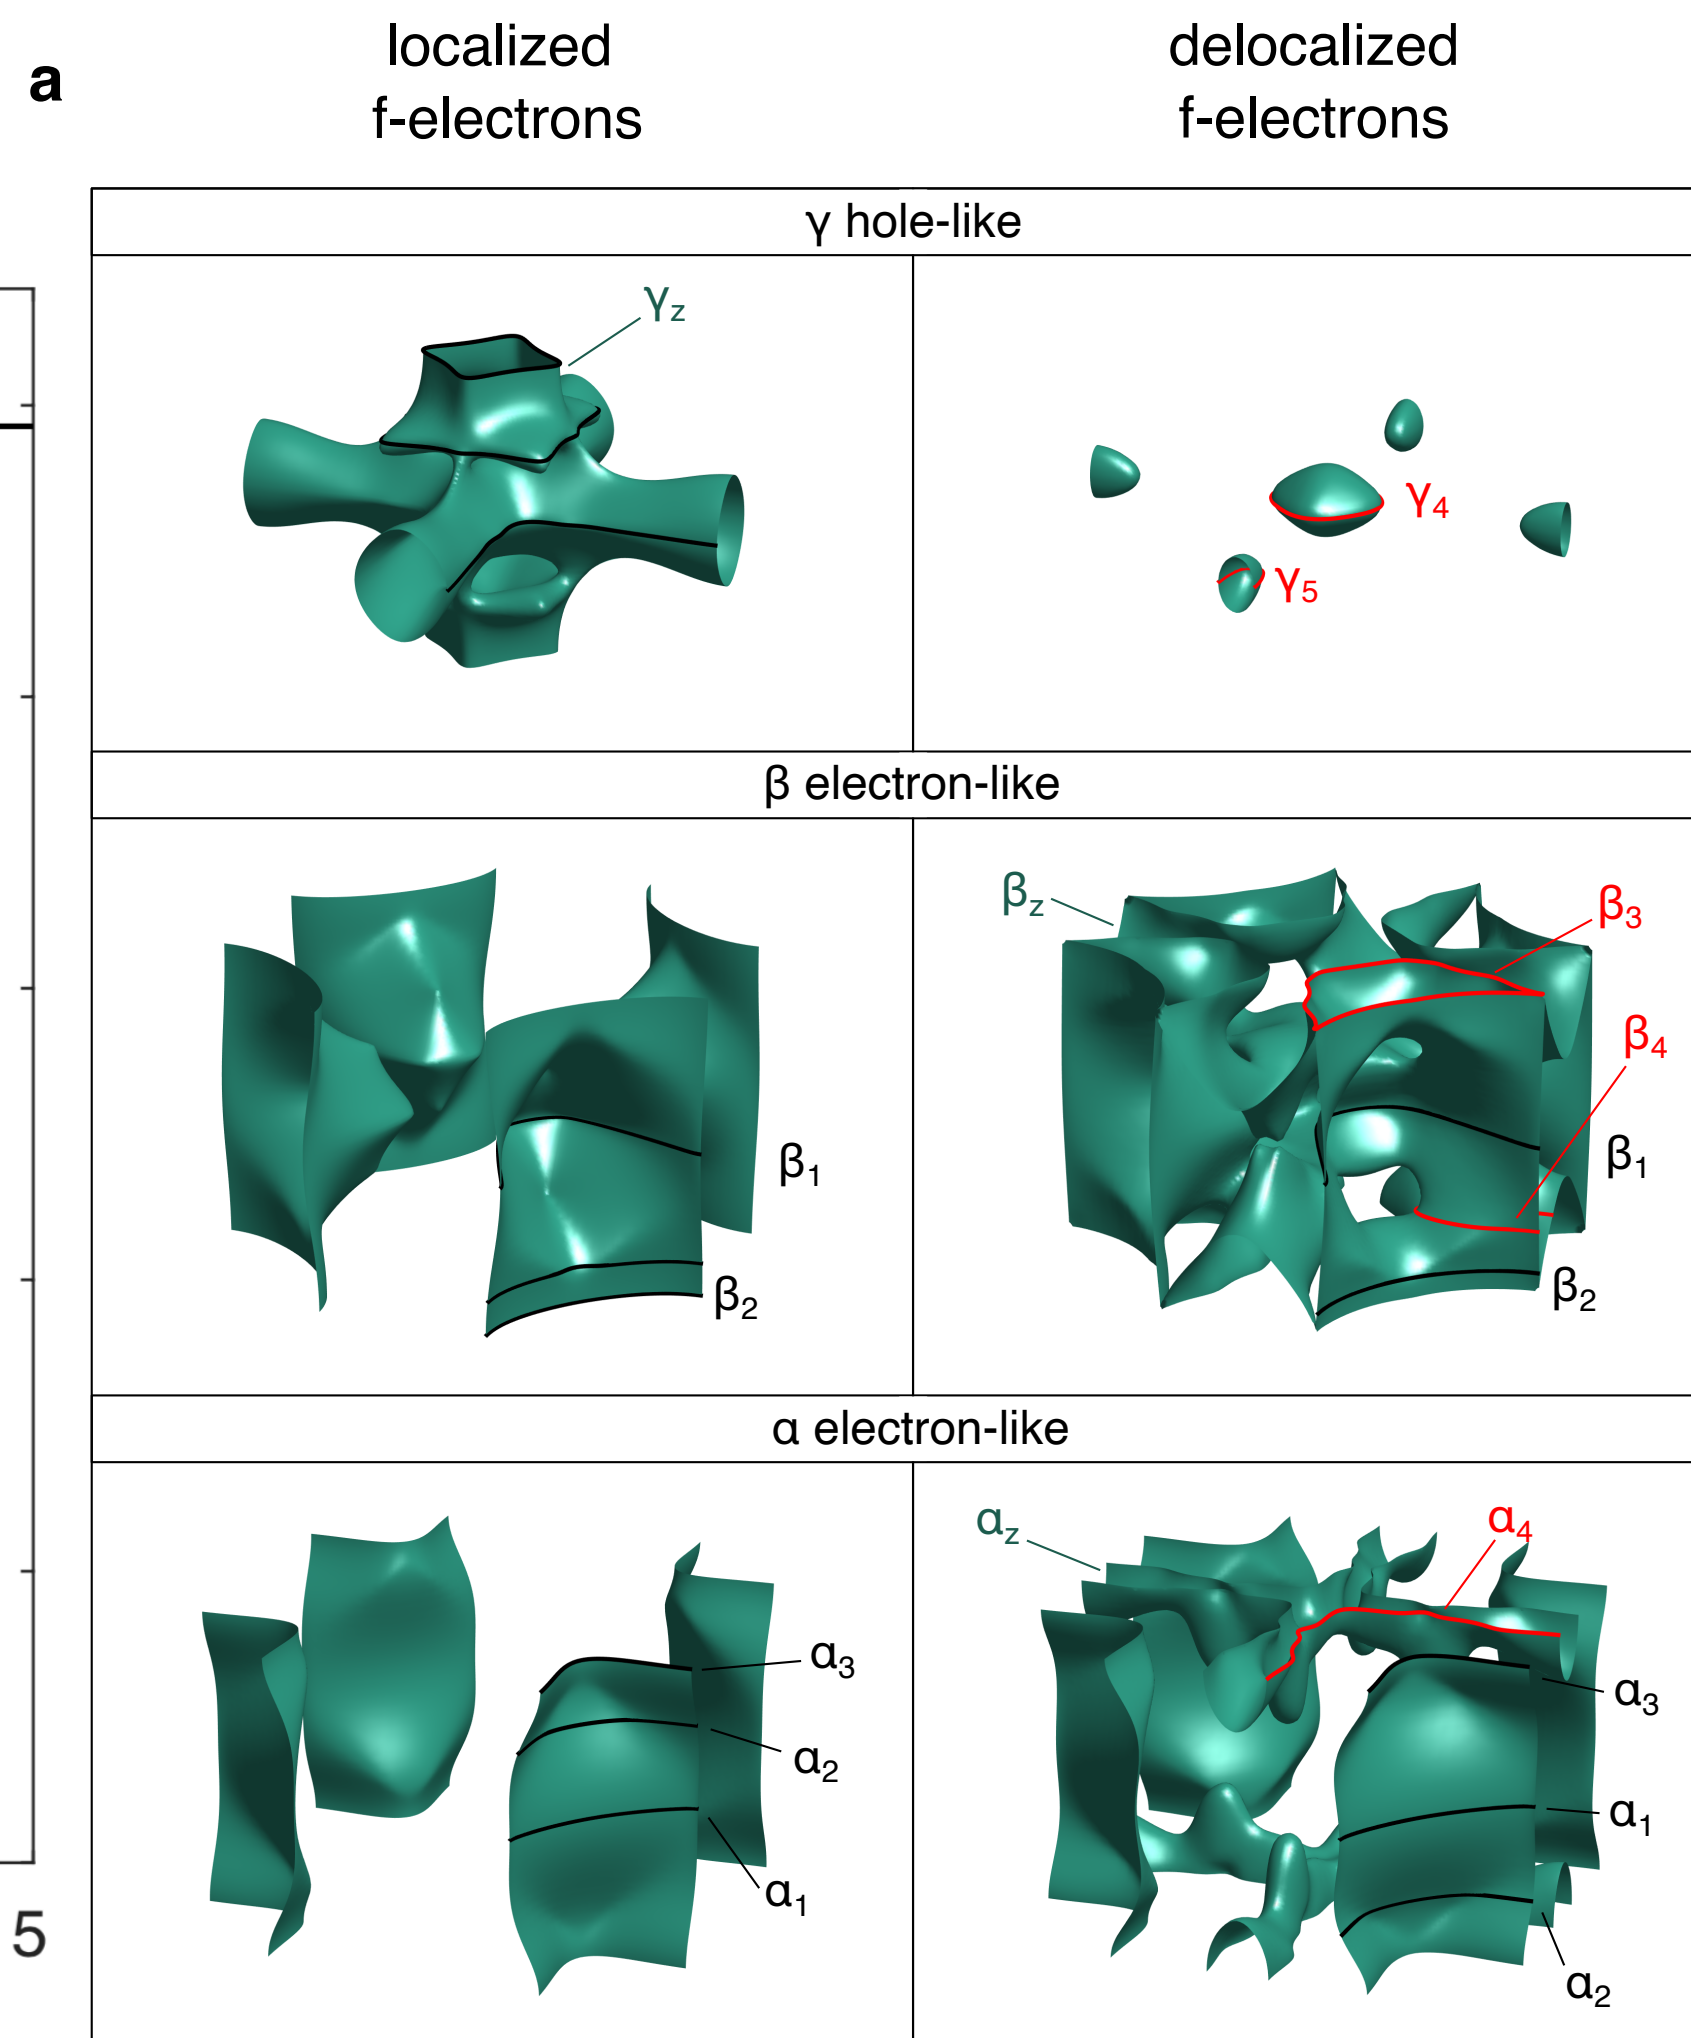 a
localized
f-electrons
delocalized
f-electrons
γ hole-like
γz
γ4
γ5
β electron-like
β1
β2
βz
β3
β4
β1
β2
α electron-like
α3
α2
α1
αz
α4
α3
α1
α2
5